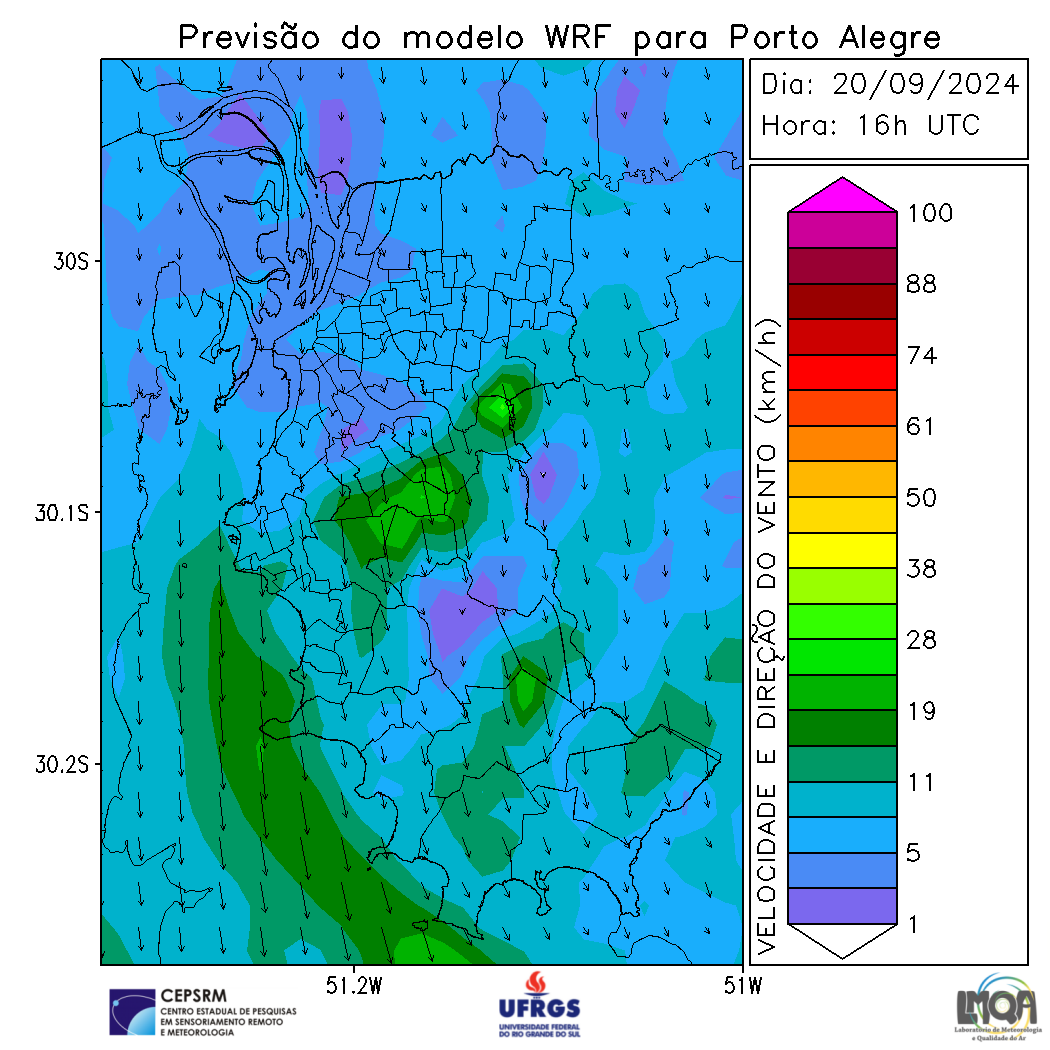 Previsão do modelo WRF para Porto Alegre
Dia: 20/09/2024
Hora: 16h UTC
30S
30.1S
30.2S
51.2W
51W
VELOCIDADE E DIREÇÃO DO VENTO (km/h)
100
88
74
61
50
38
28
19
11
5
1
CEPSRM
CENTRO ESTADUAL DE PESQUISAS
EM SENSORIAMENTO REMOTO
E METEOROLOGIA
UFRGS
UNIVERSIDADE FEDERAL
DO RIO GRANDE DO SUL
LMQA
Laboratório de Meteorologia
e Qualidade do Ar